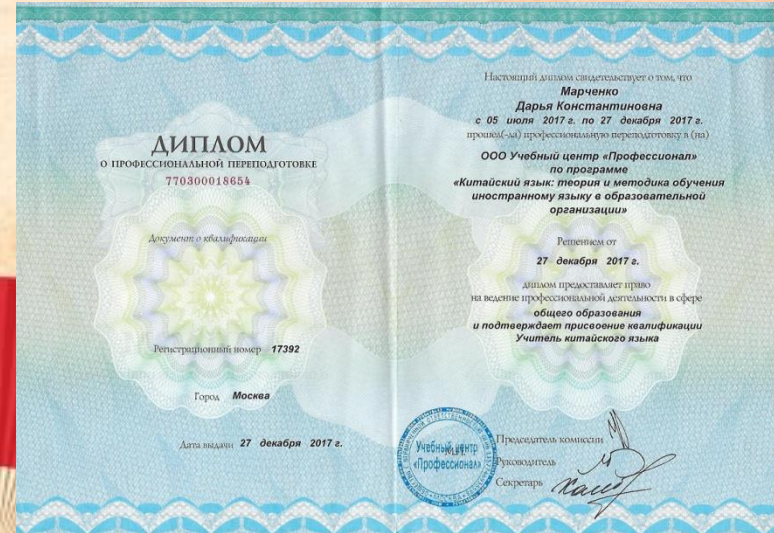 ДИПЛОМ
О ПРОФЕССИОНАЛЬНОЙ ПЕРЕПОДГОТОВКЕ
770300018654
Документ о квалификации
Регистрационный номер 17392
Город Москва
Дата выдачи 27 декабря 2017 г.
Настоящий диплом свидетельствует о том, что
Марченко
Дарья Константиновна
с 05 июля 2017 г. по 27 декабря 2017 г.
прошел(-ла) профессиональную переподготовку в (на)
ООО Учебный центр «Профессионал»
по программе
«Китайский язык: теория и методика обучения
иностранному языку в образовательной
организации»
Решением от
27 декабря 2017 г.
диплом предоставляет право
на ведение профессиональной деятельности в сфере
общего образования
и подтверждает присвоение квалификации
Учитель китайского языка
Председатель комиссии
Руководитель
Секретарь
Учебный центр
«Профессионал»